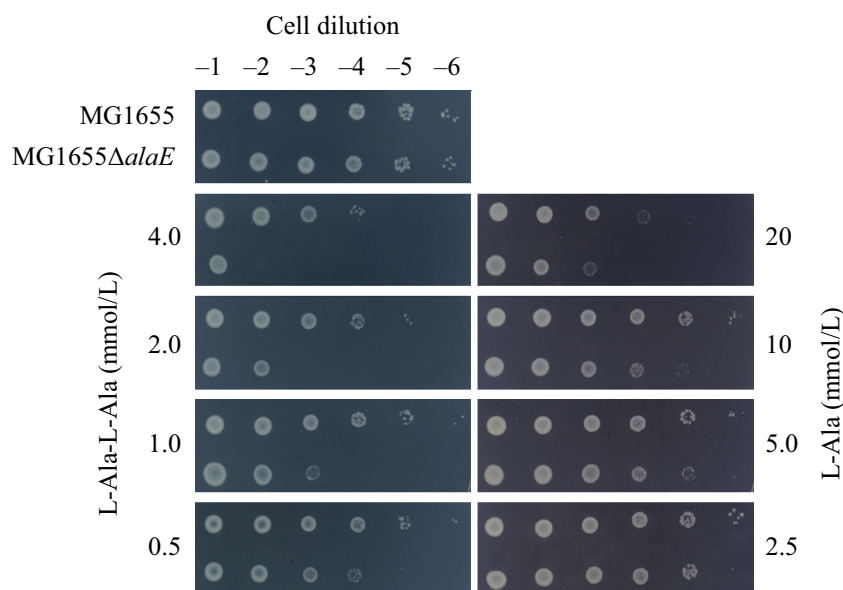 Cell dilution
–1 –2 –3 –4 –5 –6
MG1655
MG1655ΔalaE
L-Ala-L-Ala (mmol/L)
4.0
2.0
1.0
0.5
20
10
5.0
2.5
L-Ala (mmol/L)